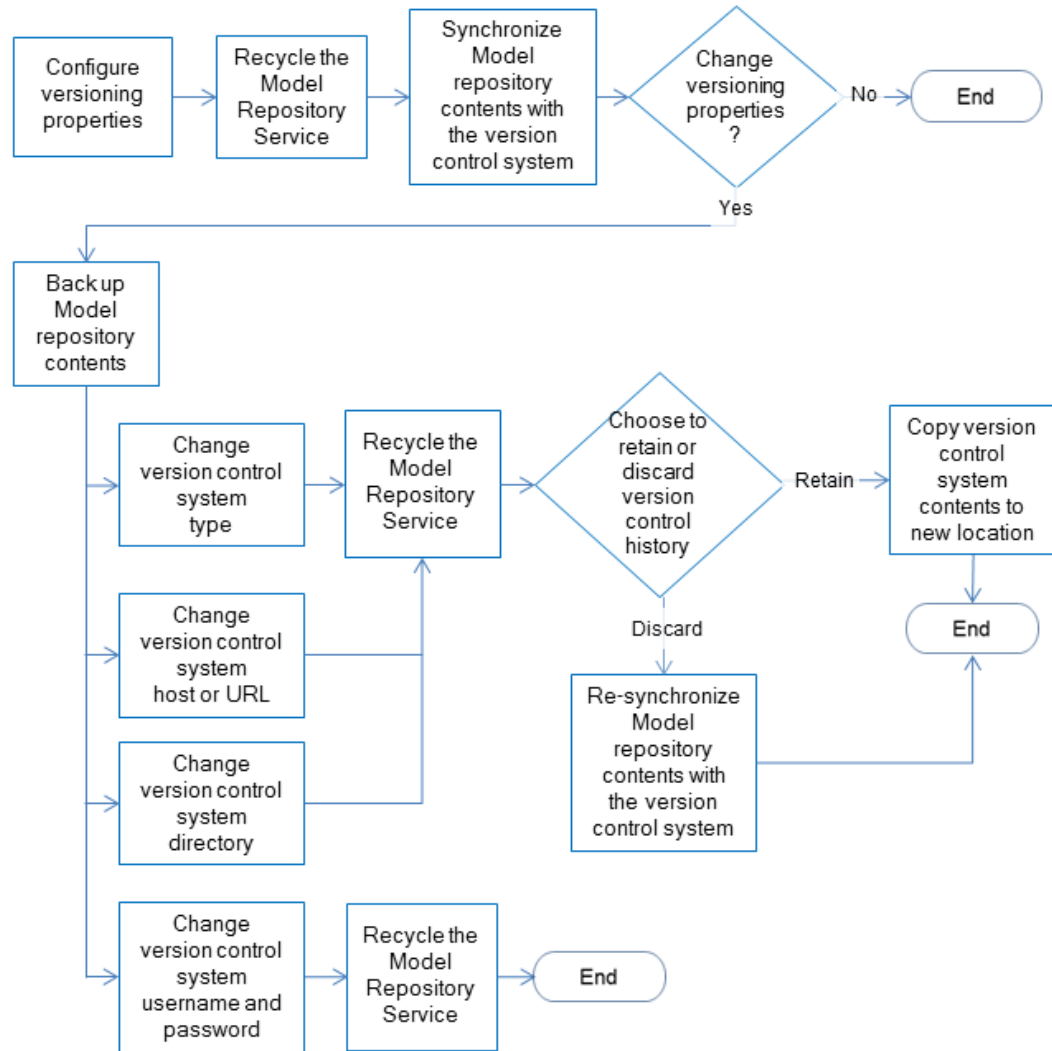 Configure
versioning
properties
Recycle the
Model
Repository
Service
Synchronize
Model
repository
contents with
the version
control system
Change
versioning
properties
?
No
End
Yes
Back up
Model
repository
contents
Change
version control
system
type
Recycle the
Model
Repository
Service
Choose to
retain or
discard
version
control
history
Retain
Copy version
control
system
contents to
new location
End
Discard
Change
version control
system
host or URL
Re-synchronize
Model
repository
contents with
the version
control system
Change
version control
system
directory
Change
version control
system
username and
password
Recycle the
Model
Repository
Service
End